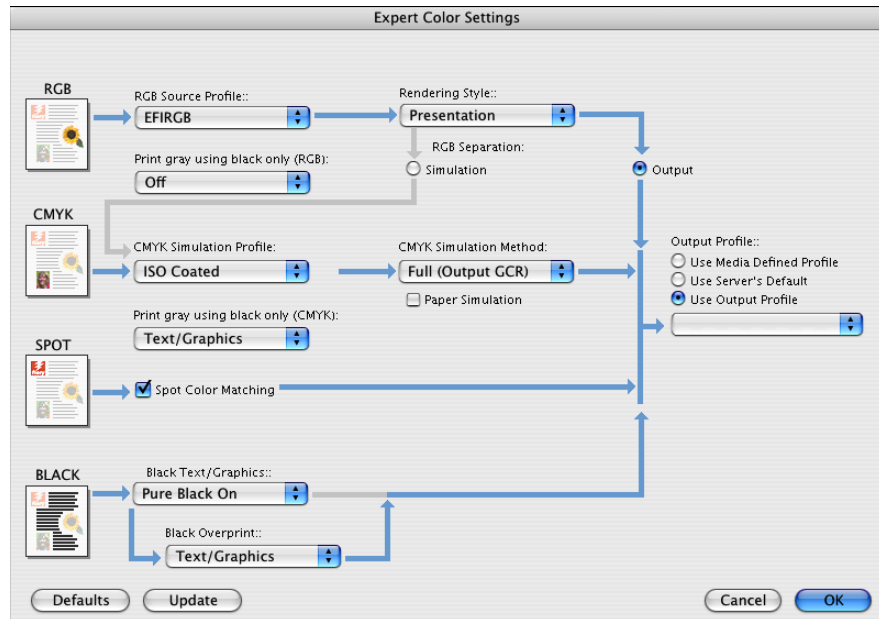 Expert Color Settings
RGB
RGB Source Profile::
EFIRGB
Rendering Style::
Presentation
Print gray using black only (RGB):
Off
RGB Separation:
Simulation
Output
CMYK
CMYK Simulation Profile:
ISO Coated
CMYK Simulation Method:
Full (Output GCR)
Paper Simulation
Output Profile::
Use Media Defined Profile
Use Server's Default
Use Output Profile
Print gray using black only (CMYK):
Text/Graphics
SPOT
Spot Color Matching
BLACK
Black Text/Graphics::
Pure Black On
Black Overprint::
Text/Graphics
Defaults
Update
Cancel
OK